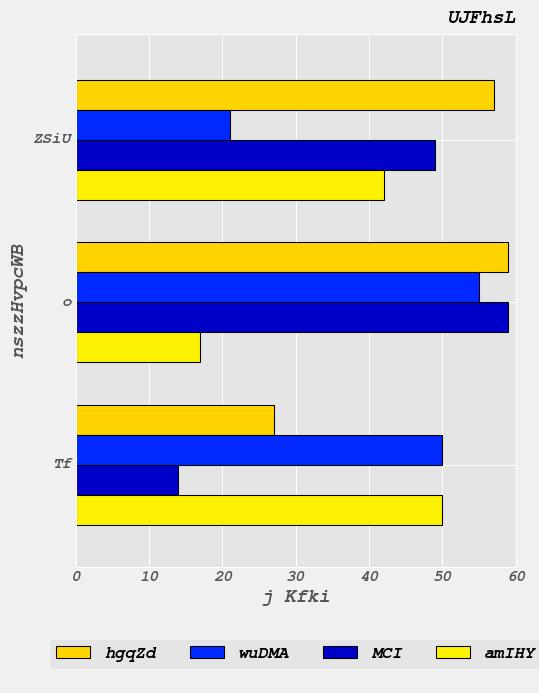 UJFhsL
ZSiU
o
Tf
nszzHvpcWB
0 10 20 30 40 50 60
j Kfki
hgqZd wuDMA MCI amIHY